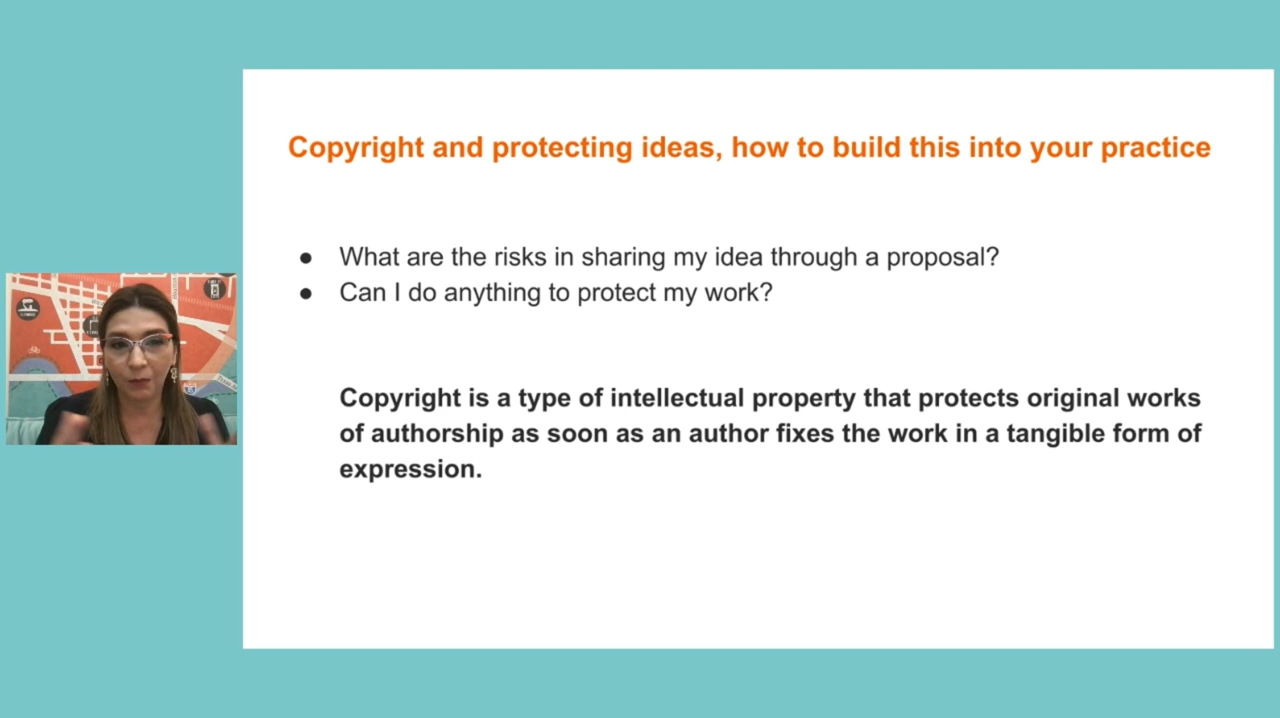 Copyright and protecting ideas, how to build this into your practice
● What are the risks in sharing my idea through a proposal?
● Can I do anything to protect my work?
Copyright is a type of intellectual property that protects original works
of authorship as soon as an author fixes the work in a tangible form of
expression.